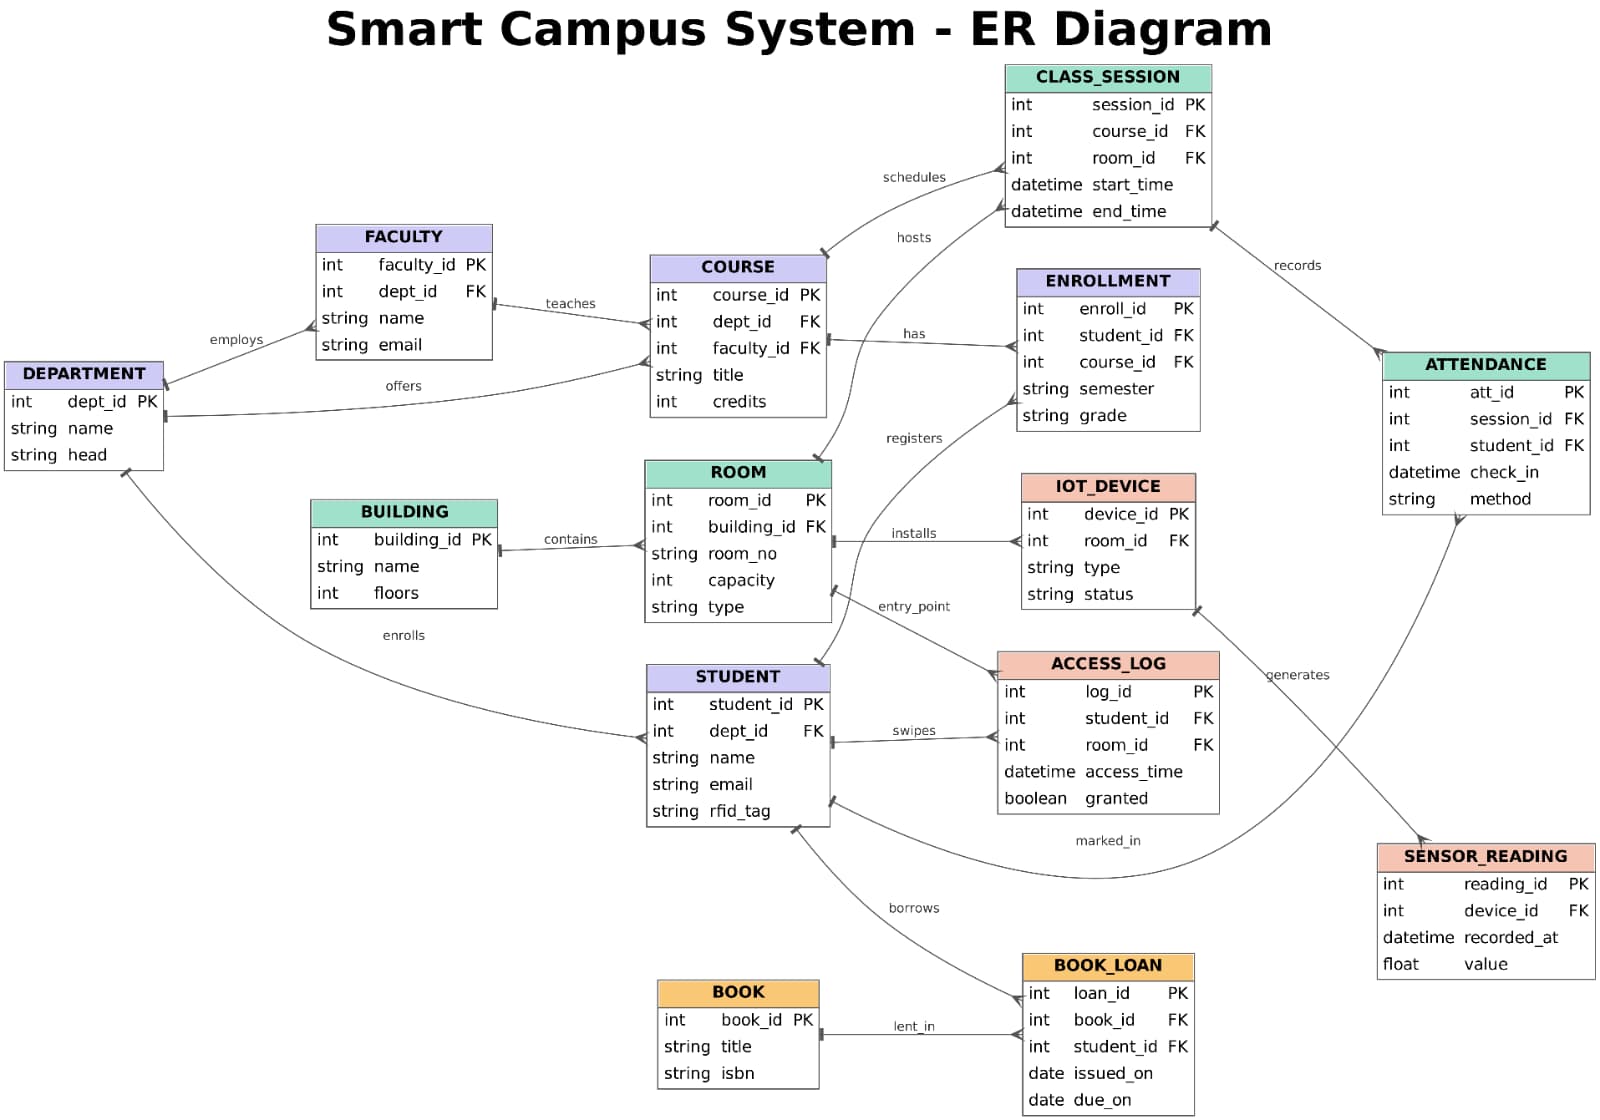 Smart Campus System - ER Diagram
CLASS_SESSION
int session_id PK
int course_id FK
int room_id FK
datetime start_time
datetime end_time
schedules
hosts
records
FACULTY
int faculty_id PK
int dept_id FK
string name
string email
teaches
employs
offers
COURSE
int course_id PK
int dept_id FK
int faculty_id FK
string title
int credits
has
ENROLLMENT
int enroll_id PK
int student_id FK
int course_id FK
string semester
string grade
registers
DEPARTMENT
int dept_id PK
string name
string head
enrolls
ATTENDANCE
int att_id PK
int session_id FK
int student_id FK
datetime check_in
string method
BUILDING
int building_id PK
string name
int floors
contains
ROOM
int room_id PK
int building_id FK
string room_no
int capacity
string type
installs
entry_point
IOT_DEVICE
int device_id PK
int room_id FK
string type
string status
generates
STUDENT
int student_id PK
int dept_id FK
string name
string email
string rfid_tag
swipes
marked_in
borrows
ACCESS_LOG
int log_id PK
int student_id FK
int room_id FK
datetime access_time
boolean granted
SENSOR_READING
int reading_id PK
int device_id FK
datetime recorded_at
float value
BOOK
int book_id PK
string title
string isbn
lent_in
BOOK_LOAN
int loan_id PK
int book_id FK
int student_id FK
date issued_on
date due_on